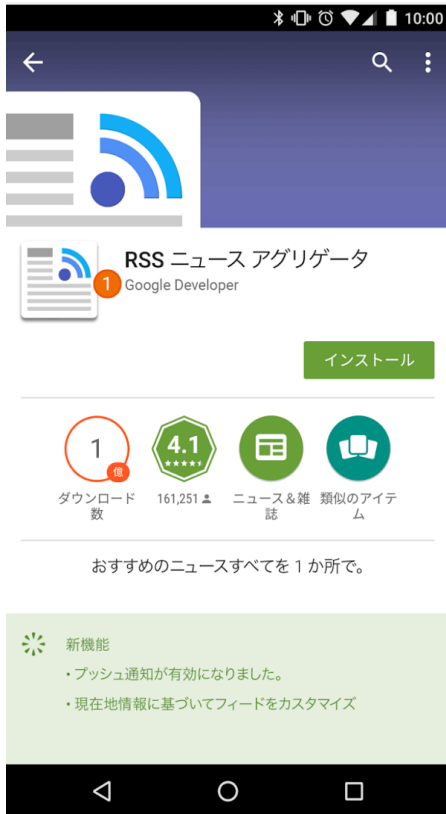 10:00
RSS ニュース アグリゲータ
1
Google Developer
インストール
1
億
4.1
ダウンロード
数
161,251
ニュース＆雑
誌
類似のアイテ
ム
おすすめのニュースすべてを 1 か所で。
新機能
・プッシュ通知が有効になりました。
・現在地情報に基づいてフィードをカスタマイズ